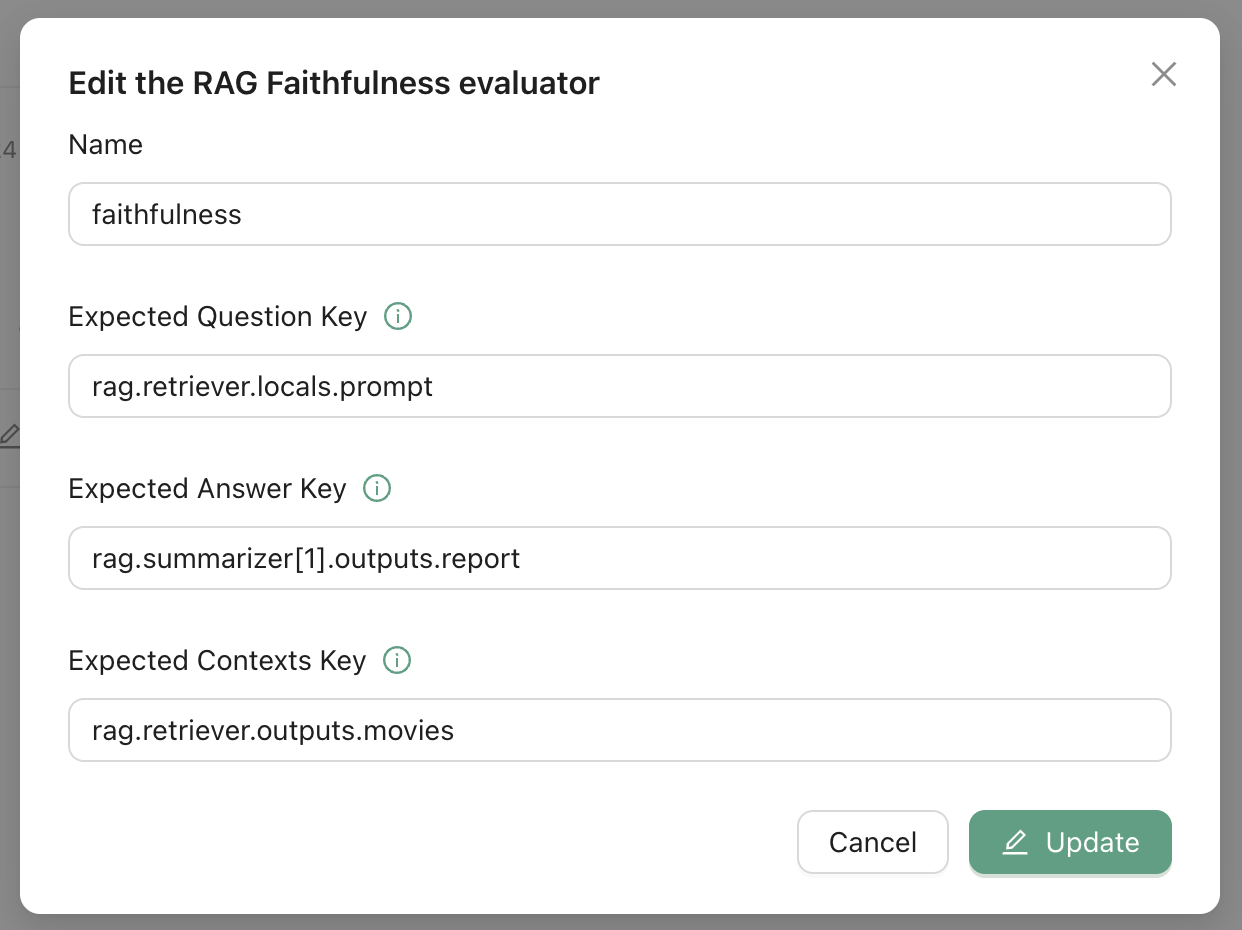 Edit the RAG Faithfulness evaluator
Name
faithfulness
Expected Question Key
rag.retriever.locals.prompt
Expected Answer Key
rag.summarizer[1].outputs.report
Expected Contexts Key
rag.retriever.outputs.movies
Cancel
Update